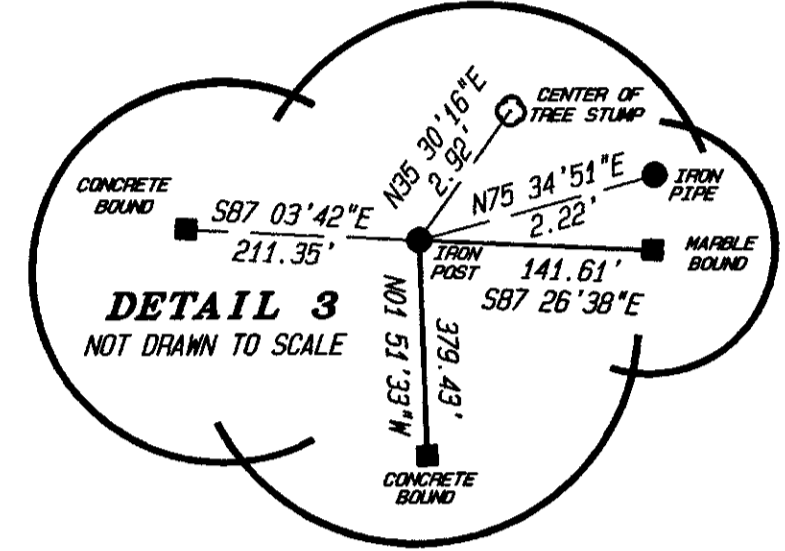 CENTER OF
TREE STUMP
N35 30'16"E
2.92'
N75 34'51"E
2.22'
IRON
PIPE
CONCRETE
BOUND
S87 03'42"E
211.35'
IRON
POST
MARBLE
BOUND
141.61'
S87 26'38"E
DETAIL 3
NOT DRAWN TO SCALE
N01 51'33"W
379.43'
CONCRETE
BOUND